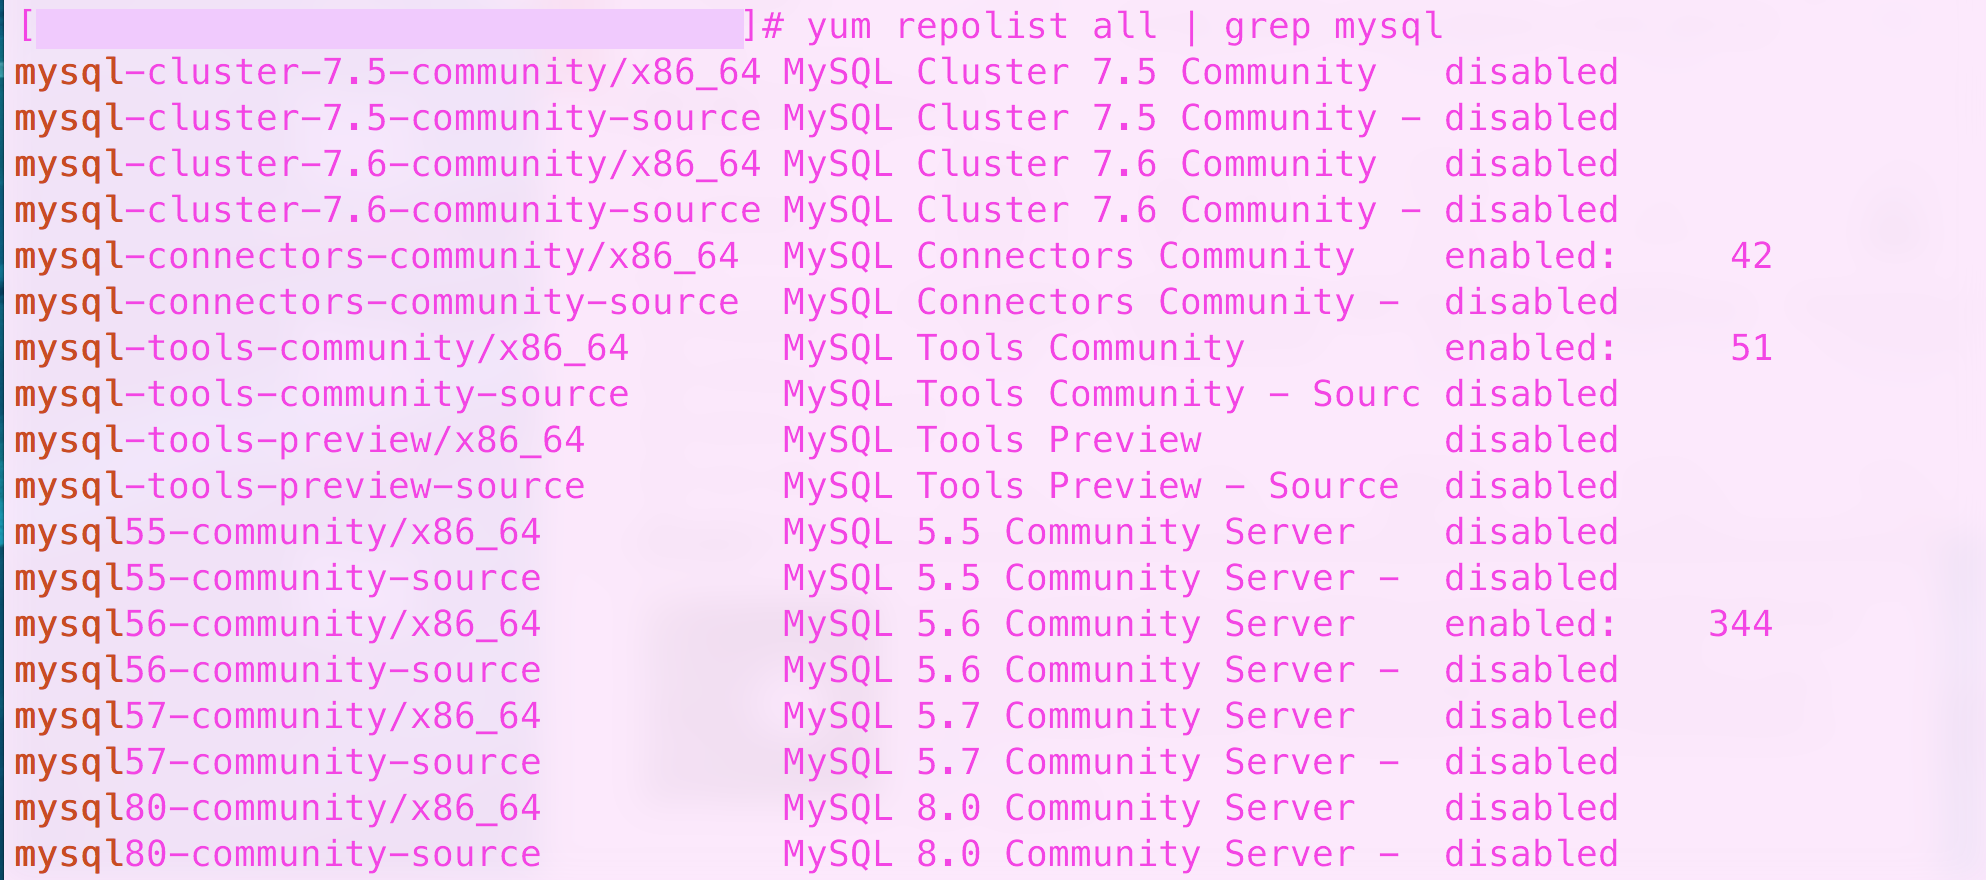 [ ]# yum repolist all | grep mysql
mysql-cluster-7.5-community/x86_64 MySQL Cluster 7.5 Community   disabled
mysql-cluster-7.5-community-source MySQL Cluster 7.5 Community - disabled
mysql-cluster-7.6-community/x86_64 MySQL Cluster 7.6 Community   disabled
mysql-cluster-7.6-community-source MySQL Cluster 7.6 Community - disabled
mysql-connectors-community/x86_64  MySQL Connectors Community    enabled:     42
mysql-connectors-community-source  MySQL Connectors Community -  disabled
mysql-tools-community/x86_64       MySQL Tools Community         enabled:     51
mysql-tools-community-source       MySQL Tools Community - Sourc disabled
mysql-tools-preview/x86_64         MySQL Tools Preview           disabled
mysql-tools-preview-source         MySQL Tools Preview - Source  disabled
mysql55-community/x86_64           MySQL 5.5 Community Server    disabled
mysql55-community-source           MySQL 5.5 Community Server -  disabled
mysql56-community/x86_64           MySQL 5.6 Community Server    enabled:    344
mysql56-community-source           MySQL 5.6 Community Server -  disabled
mysql57-community/x86_64           MySQL 5.7 Community Server    disabled
mysql57-community-source           MySQL 5.7 Community Server -  disabled
mysql80-community/x86_64           MySQL 8.0 Community Server    disabled
mysql80-community-source           MySQL 8.0 Community Server -  disabled